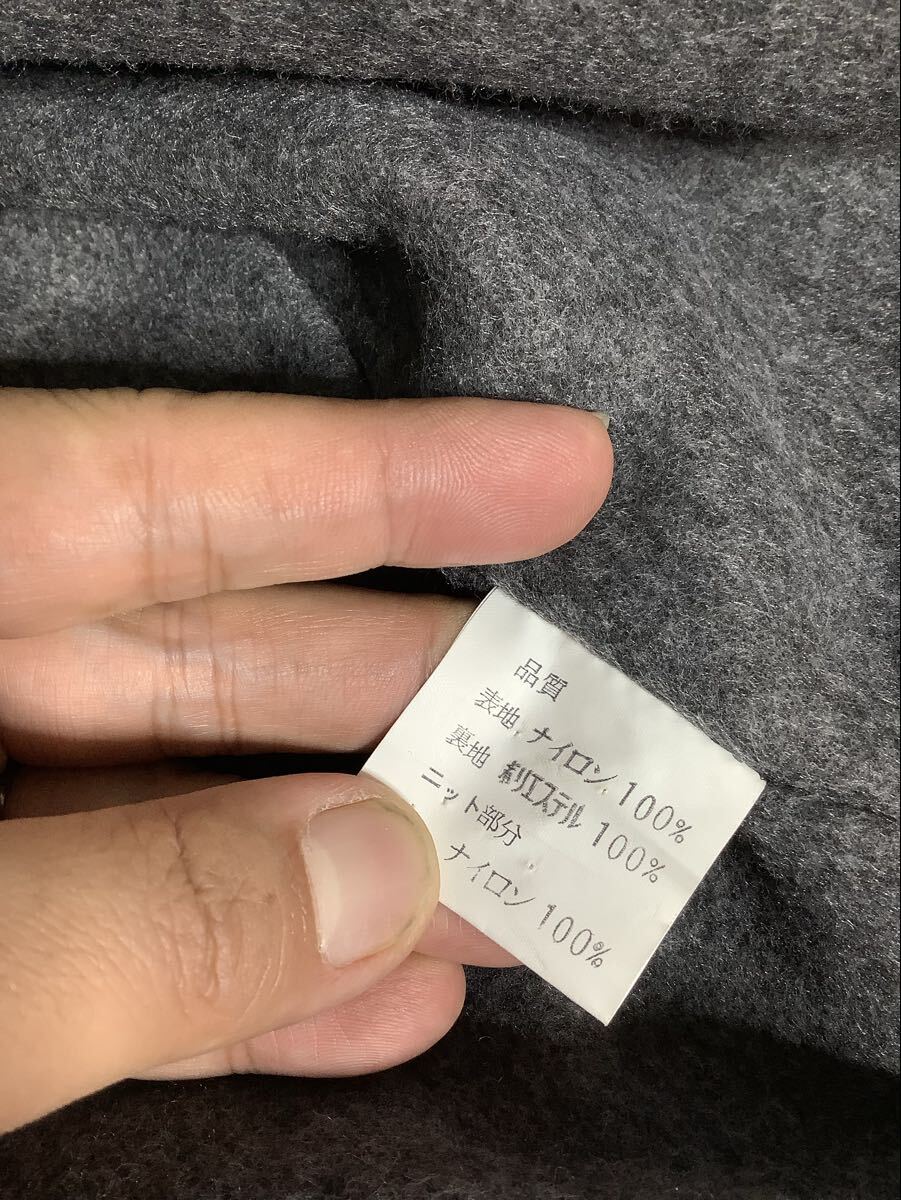 品質
表地 ナイロン 100%
裏地 ポリエステル 100%
ニット部分
ナイロン 100%